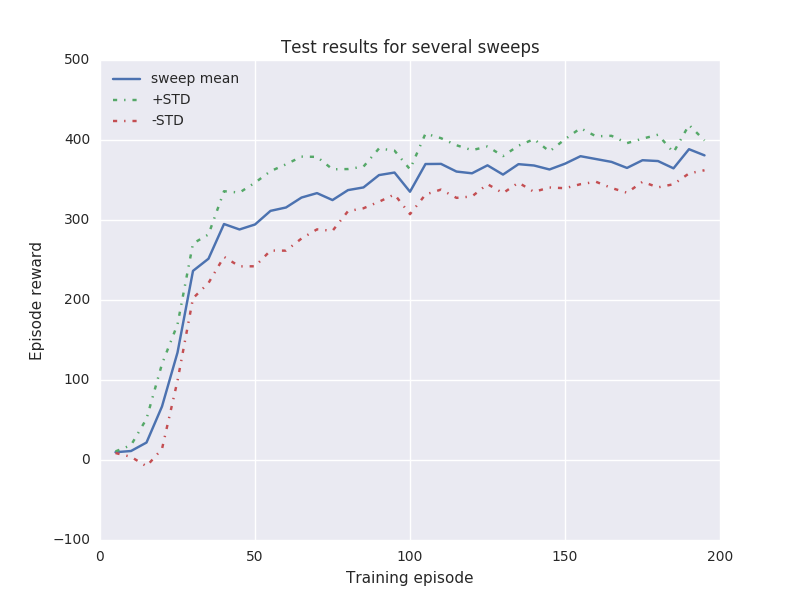 Test results for several sweeps
500
400
300
200
100
0
−100
sweep mean
+STD
-STD
Episode reward
0
50
100
150
200
Training episode